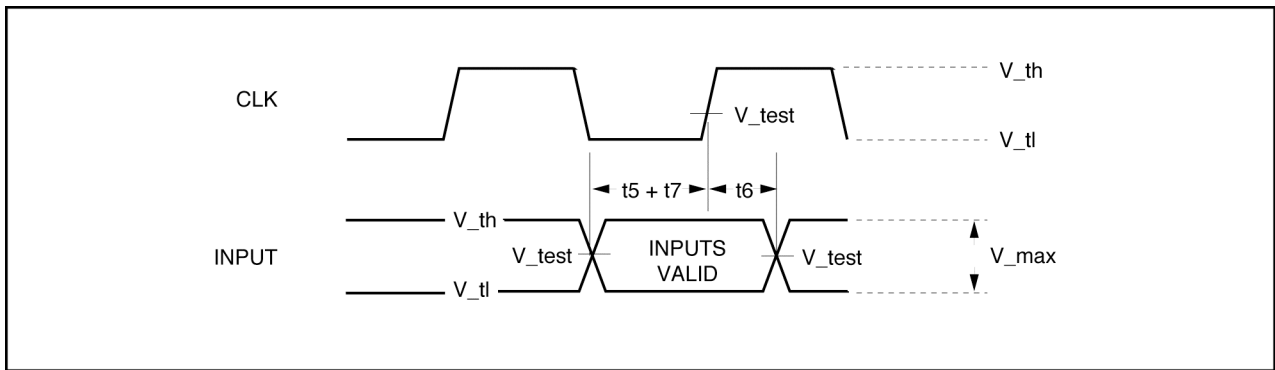 V_th
CLK
V_test
V_tl
t5 + t7
t6
V_th
INPUT
V_test
INPUTS
VALID
V_test
V_max
V_tl